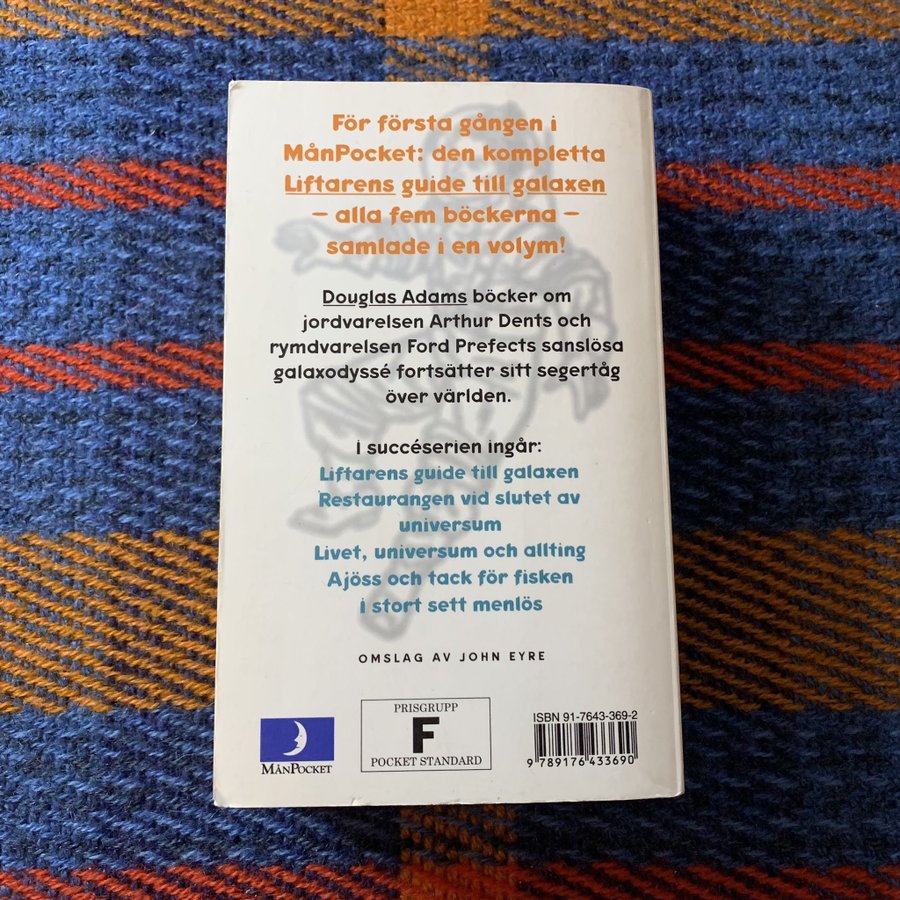 För första gången i
MånPocket: den kompletta
Liftarens guide till galaxen
– alla fem böckerna –
samlade i en volym!
Douglas Adams böcker om
jordvarelsen Arthur Dents och
rymdvarelsen Ford Prefects sanslösa
galaxodyssé fortsätter sitt segertåg
över världen.
I succéserien ingår:
Liftarens guide till galaxen
Restaurangen vid slutet av
universum
Livet, universum och allting
Ajöss och tack för fisken
I stort sett menlös
OMSLAG AV JOHN EYRE
MÅNPOCKET
PRISGRUPP
F
POCKET STANDARD
ISBN 91-7643-369-2
9 789176 433690